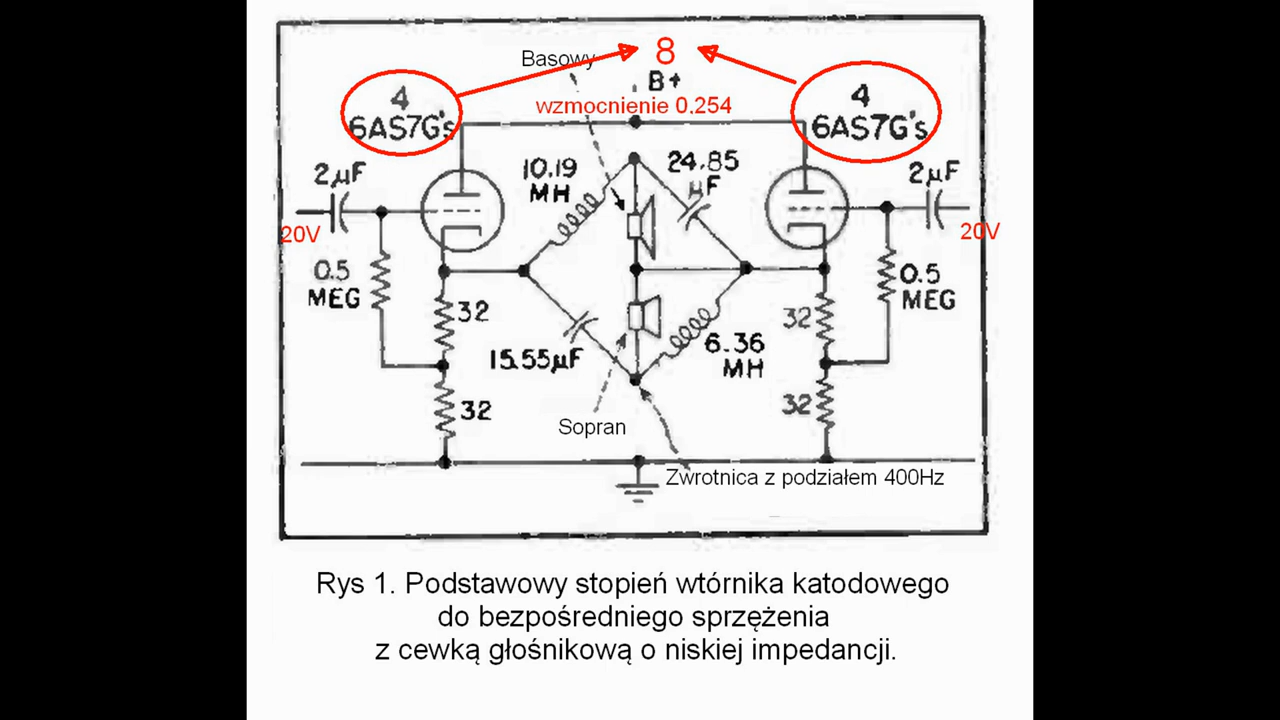 Basowy
8
B+
wzmocnienie 0.254
4
6AS7G's
4
6AS7G's
2µF
10.19
MH
24.85
µF
2µF
20V
20V
0.5
MEG
32
0.5
MEG
32
15.55µF
6.36
MH
32
32
Sopran
Zwrotnica z podziałem 400Hz
Rys 1. Podstawowy stopień wtórnika katodowego
do bezpośredniego sprzężenia
z cewką głośnikową o niskiej impedancji.